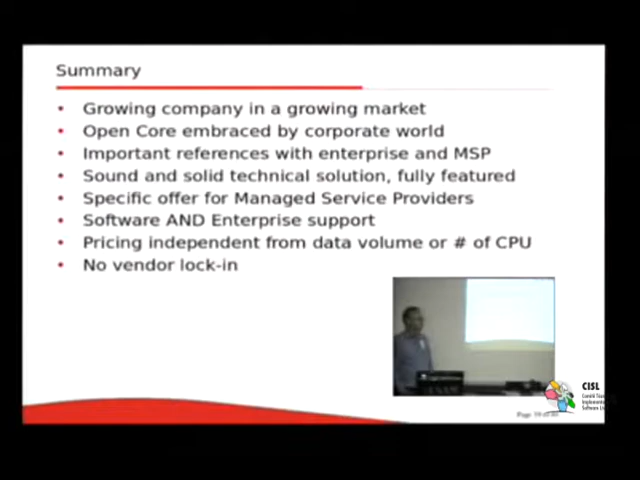 Summary
• Growing company in a growing market
• Open Core embraced by corporate world
• Important references with enterprise and MSP
• Sound and solid technical solution, fully featured
• Specific offer for Managed Service Providers
• Software AND Enterprise support
• Pricing independent from data volume or # of CPU
• No vendor lock-in
CISL
Page